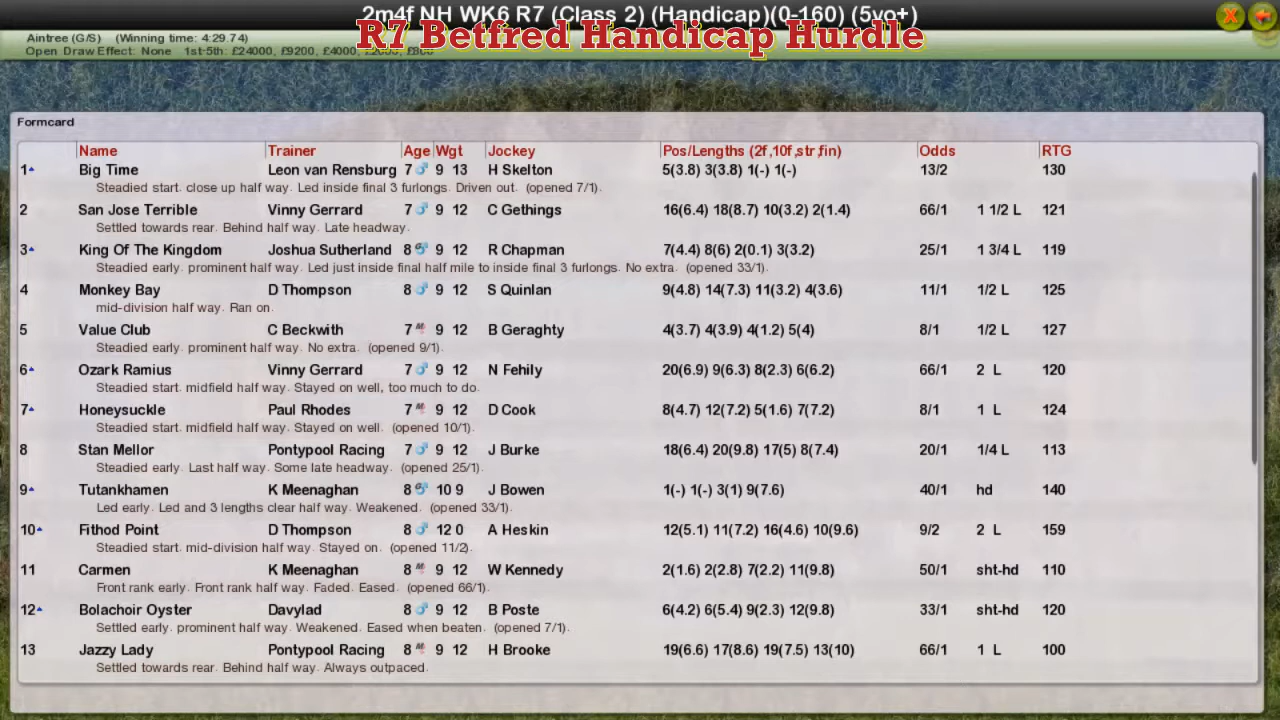 2m4f NH WK6 R7 (Class 2) (Handicap)(0-160) (5yo+)
R7 Betfred Handicap Hurdle
Aintree (G/S) (Winning time: 4:29.74)
Open Draw Effect: None 1st-5th: £24000, £9200, £4000, £2000, £800
Formcard
Name Trainer Age Wgt Jockey Pos/Lengths (2f,10f,str,fin) Odds RTG
1 Big Time Leon van Rensburg 7 9 13 H Skelton 5(3.8) 3(3.8) 1(-) 1(-) 13/2 130
Steadied start. close up half way. Led inside final 3 furlongs. Driven out. (opened 7/1).
2 San Jose Terrible Vinny Gerrard 7 9 12 C Gethings 16(6.4) 18(8.7) 10(3.2) 2(1.4) 66/1 1 1/2 L 121
Settled towards rear. Behind half way. Late headway.
3 King Of The Kingdom Joshua Sutherland 8 9 12 R Chapman 7(4.4) 8(6) 2(0.1) 3(3.2) 25/1 1 3/4 L 119
Steadied early. prominent half way. Led just inside final half mile to inside final 3 furlongs. No extra. (opened 33/1).
4 Monkey Bay D Thompson 8 9 12 S Quinlan 9(4.8) 14(7.3) 11(3.2) 4(3.6) 11/1 1/2 L 125
mid-division half way. Ran on.
5 Value Club C Beckwith 7 9 12 B Geraghty 4(3.7) 4(3.9) 4(1.2) 5(4) 8/1 1/2 L 127
Steadied early. prominent half way. No extra. (opened 9/1).
6 Ozark Ramius Vinny Gerrard 7 9 12 N Fehily 20(6.9) 9(6.3) 8(2.3) 6(6.2) 66/1 2 L 120
Steadied start. midfield half way. Stayed on well, too much to do.
7 Honeysuckle Paul Rhodes 7 9 12 D Cook 8(4.7) 12(7.2) 5(1.6) 7(7.2) 8/1 1 L 124
Steadied start. midfield half way. Stayed on well. (opened 10/1).
8 Stan Mellor Pontypool Racing 7 9 12 J Burke 18(6.4) 20(9.8) 17(5) 8(7.4) 20/1 1/4 L 113
Steadied early. Last half way. Some late headway. (opened 25/1).
9 Tutankhamen K Meenaghan 8 10 9 J Bowen 1(-) 1(-) 3(1) 9(7.6) 40/1 hd 140
Led early. Led and 3 lengths clear half way. Weakened. (opened 33/1).
10 Fithod Point D Thompson 8 12 0 A Heskin 12(5.1) 11(7.2) 16(4.6) 10(9.6) 9/2 2 L 159
Steadied start. mid-division half way. Stayed on. (opened 11/2).
11 Carmen K Meenaghan 8 9 12 W Kennedy 2(1.6) 2(2.8) 7(2.2) 11(9.8) 50/1 sht-hd 110
Front rank early. Front rank half way. Faded. Eased. (opened 66/1).
12 Bolachoir Oyster Davylad 8 9 12 B Poste 6(4.2) 6(5.4) 9(2.3) 12(9.8) 33/1 sht-hd 120
Settled early. prominent half way. Weakened. Eased when beaten. (opened 7/1).
13 Jazzy Lady Pontypool Racing 8 9 12 H Brooke 19(6.6) 17(8.6) 19(7.5) 13(10) 66/1 1 L 100
Settled towards rear. Behind half way. Always outpaced.